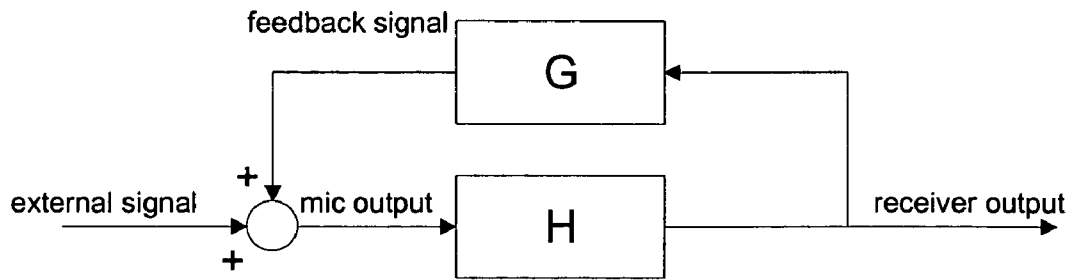 feedback signal
G
+
external signal
mic output
receiver output
H
+